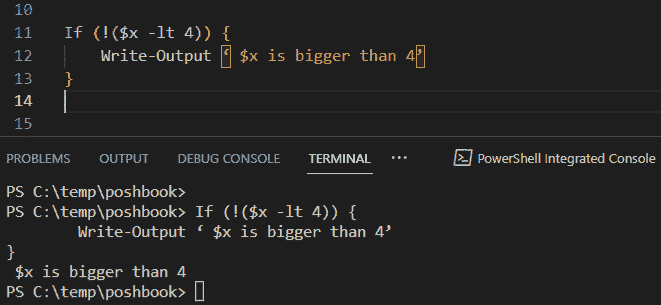 10
11 If (!($x -lt 4)) {
12 Write-Output ‘ $x is bigger than 4’
13 }
14
15
PROBLEMS OUTPUT DEBUG CONSOLE TERMINAL ··· PowerShell Integrated Console
PS C:\temp\poshbook>
PS C:\temp\poshbook> If (!($x -lt 4)) {
Write-Output ‘ $x is bigger than 4’
}
$x is bigger than 4
PS C:\temp\poshbook>